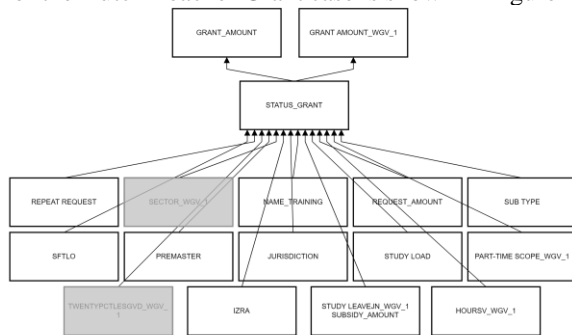 GRANT_AMOUNT
GRANT AMOUNT_WGV_1
STATUS_GRANT
REPEAT REQUEST
SECTOR_WGV_1
NAME_TRAINING
REQUEST_AMOUNT
SUB TYPE
SFTLO
PREMASTER
JURISDICTION
STUDY LOAD
PART-TIME SCOPE_WGV_1
TWENTYPCTLESGVD_WGV_
1
IZRA
STUDY LEAVEJN_WGV_1
SUBSIDY_AMOUNT
HOURSV_WGV_1